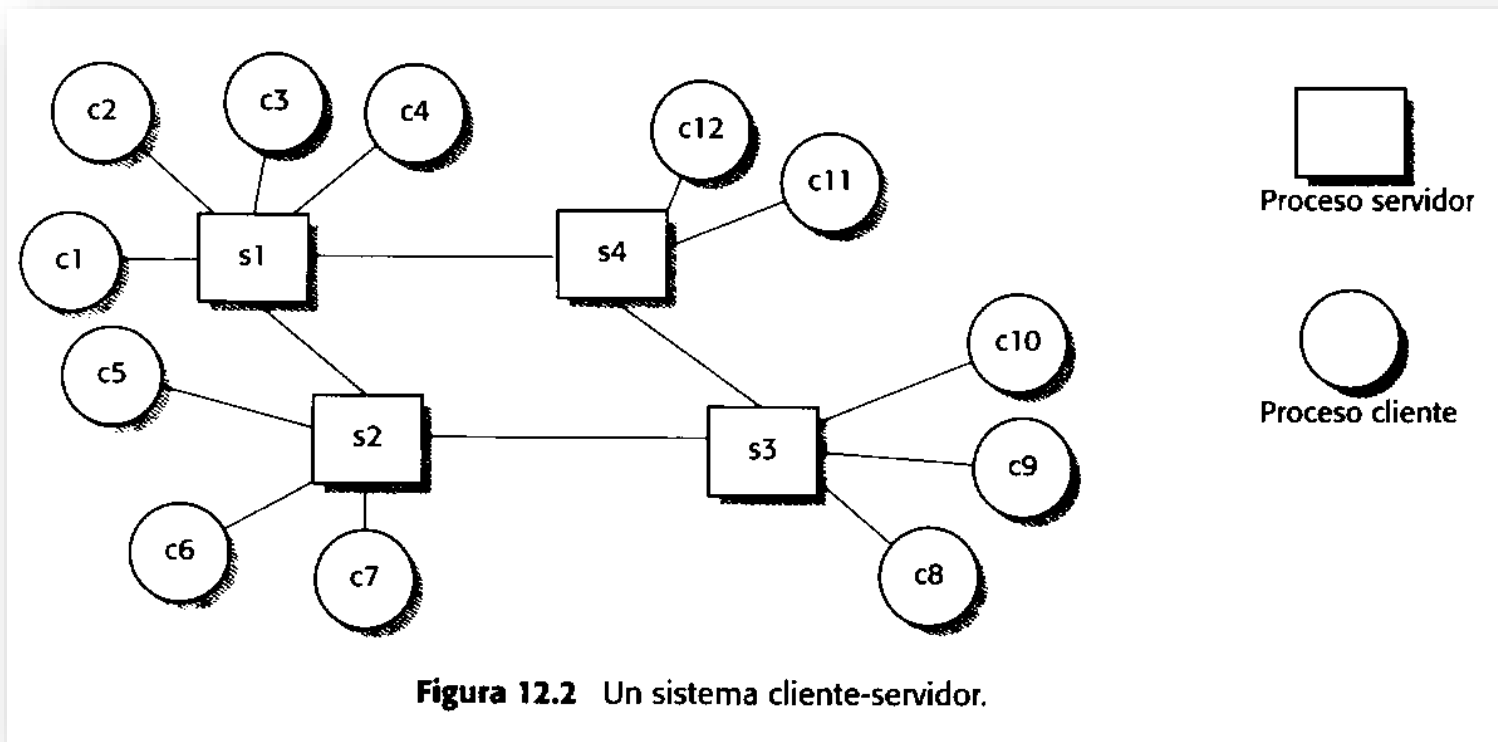 c2
c3
c4
c12
c11
c1
s1
s4
c5
c10
s2
s3
c9
c6
c7
c8
Proceso servidor
Proceso cliente
Figura 12.2 Un sistema cliente-servidor.